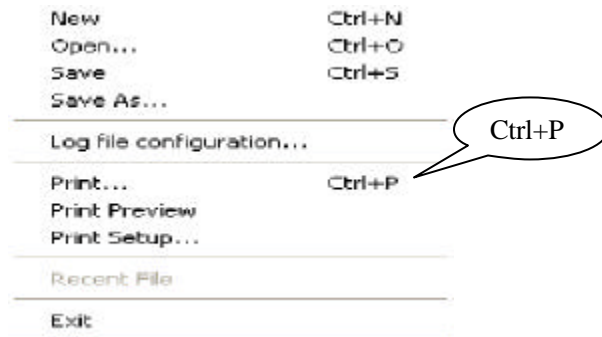 New Ctrl+N
Open... Ctrl+O
Save Ctrl+S
Save As...
Log file configuration...
Ctrl+P
Print... Ctrl+P
Print Preview
Print Setup...
Recent File
Exit